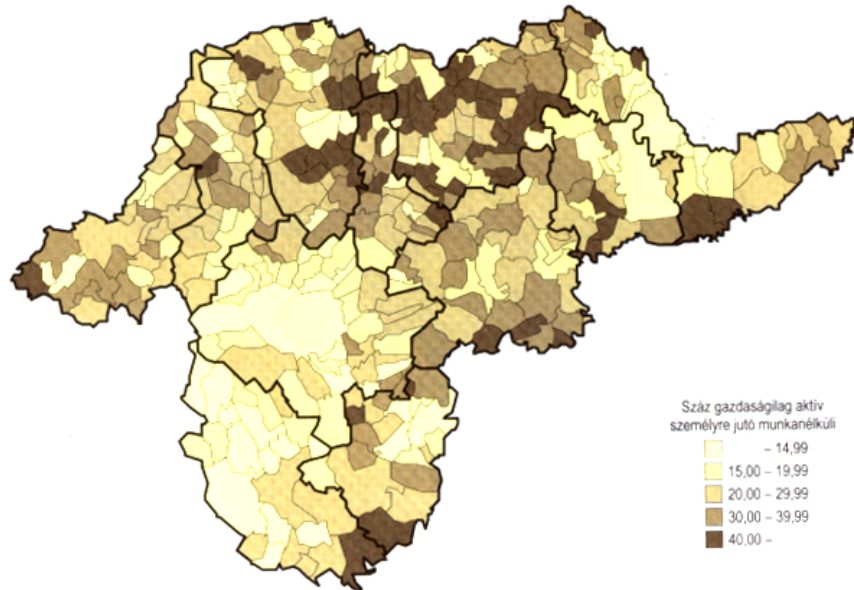 Száz gazdaságilag aktív
személyre jutó munkanélküli
– 14,99
15,00 – 19,99
20,00 – 29,99
30,00 – 39,99
40,00 –